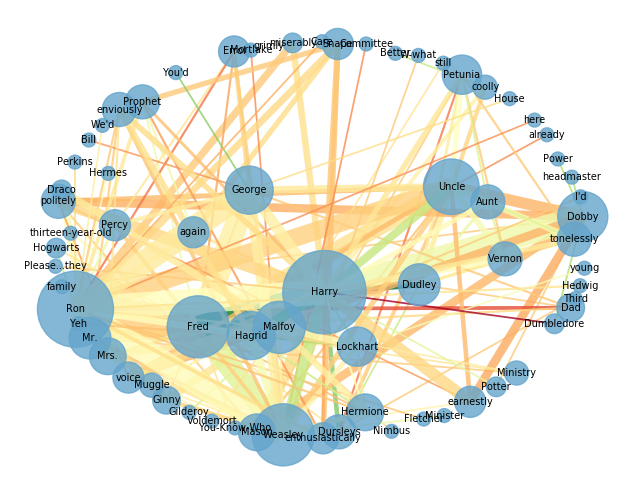 Error
Mortlake
grimly
miserably
Care
Shape
Committee
Better
W-what
still
Petunia
coolly
House
You'd
Prophet
enviously
We'd
Bill
here
already
Perkins
Hermes
Power
headmaster
Draco
politely
George
Uncle
Aunt
I'd
Dobby
Percy
again
thirteen-year-old
tonelessly
Hogwarts
Please...they
Vernon
young
family
Harry
Dudley
Hedwig
Third
Ron
Dad
Yeh
Fred
Malfoy
Dumbledore
Mr.
Hagrid
Lockhart
Mrs.
voice
Muggle
Ministry
Potter
Ginny
earnestly
Gilderoy
Hermione
Minister
Voldemort
Fletcher
You-Know-Who
Mason
Weasley
enthusiastically
Dursleys
Nimbus